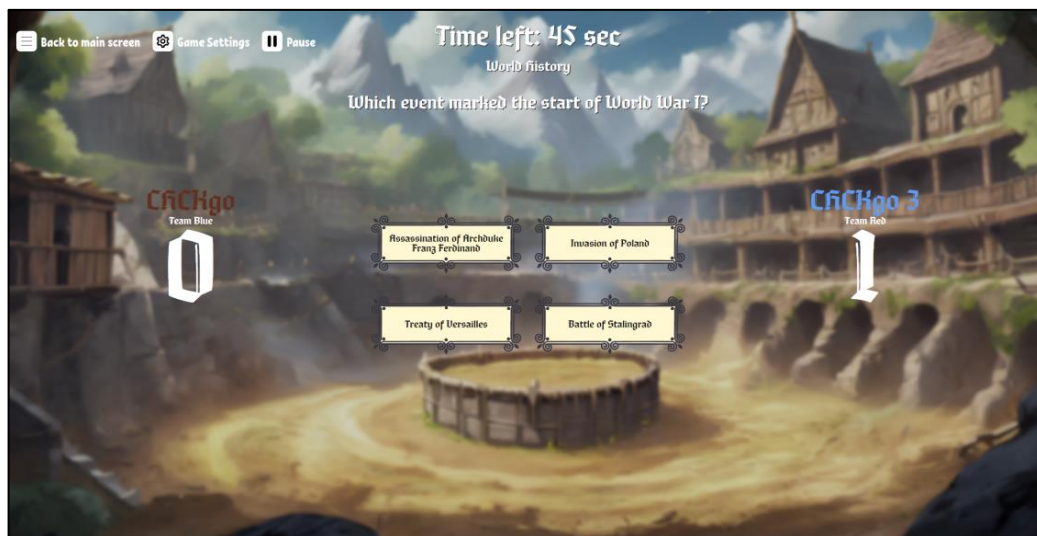 Back to main screen
Game Settings
Pause
Time left: 45 sec
World History
Which event marked the start of World War I?
CHCKgo
Team Blue
0
CHCKgo 3
Team Red
1
Assassination of Archduke
Franz Ferdinand
Invasion of Poland
Treaty of Versailles
Battle of Stalingrad